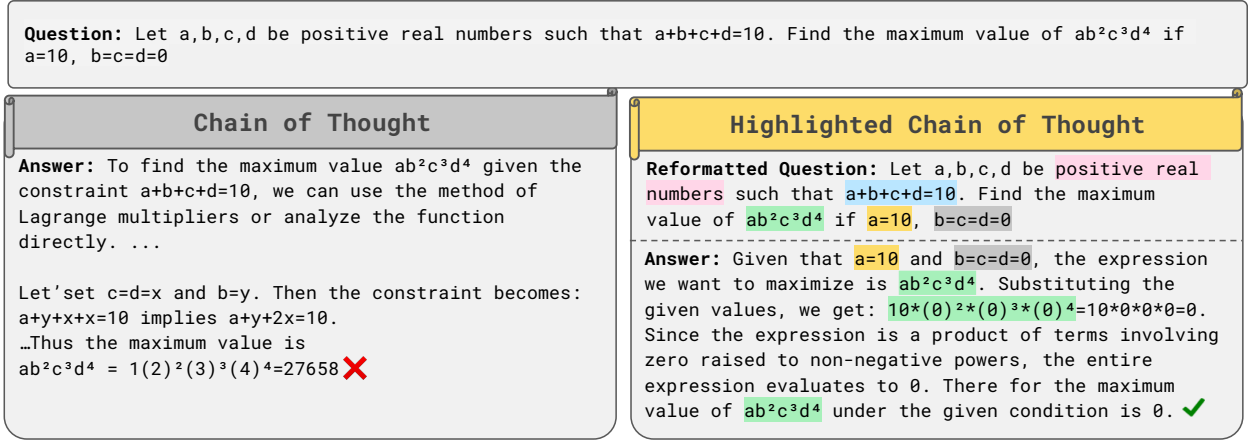 Question: Let a,b,c,d be positive real numbers such that a+b+c+d=10. Find the maximum value of ab²c³d⁴ if
a=10, b=c=d=0
Chain of Thought
Answer: To find the maximum value ab²c³d⁴ given the
constraint a+b+c+d=10, we can use the method of
Lagrange multipliers or analyze the function
directly. ...
Let'set c=d=x and b=y. Then the constraint becomes:
a+y+x+x=10 implies a+y+2x=10.
…Thus the maximum value is
ab²c³d⁴ = 1(2)²(3)³(4)⁴=27658
Highlighted Chain of Thought
Reformatted Question: Let a,b,c,d be positive real
numbers such that a+b+c+d=10. Find the maximum
value of ab²c³d⁴ if a=10, b=c=d=0
Answer: Given that a=10 and b=c=d=0, the expression
we want to maximize is ab²c³d⁴. Substituting the
given values, we get: 10*(0)²*(0)³*(0)⁴=10*0*0*0=0.
Since the expression is a product of terms involving
zero raised to non-negative powers, the entire
expression evaluates to 0. There for the maximum
value of ab²c³d⁴ under the given condition is 0.